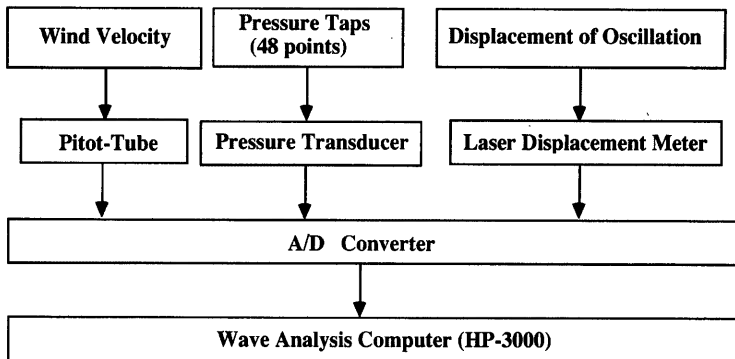 Wind Velocity
Pressure Taps
(48 points)
Displacement of Oscillation
Pitot-Tube
Pressure Transducer
Laser Displacement Meter
A/D Converter
Wave Analysis Computer (HP-3000)